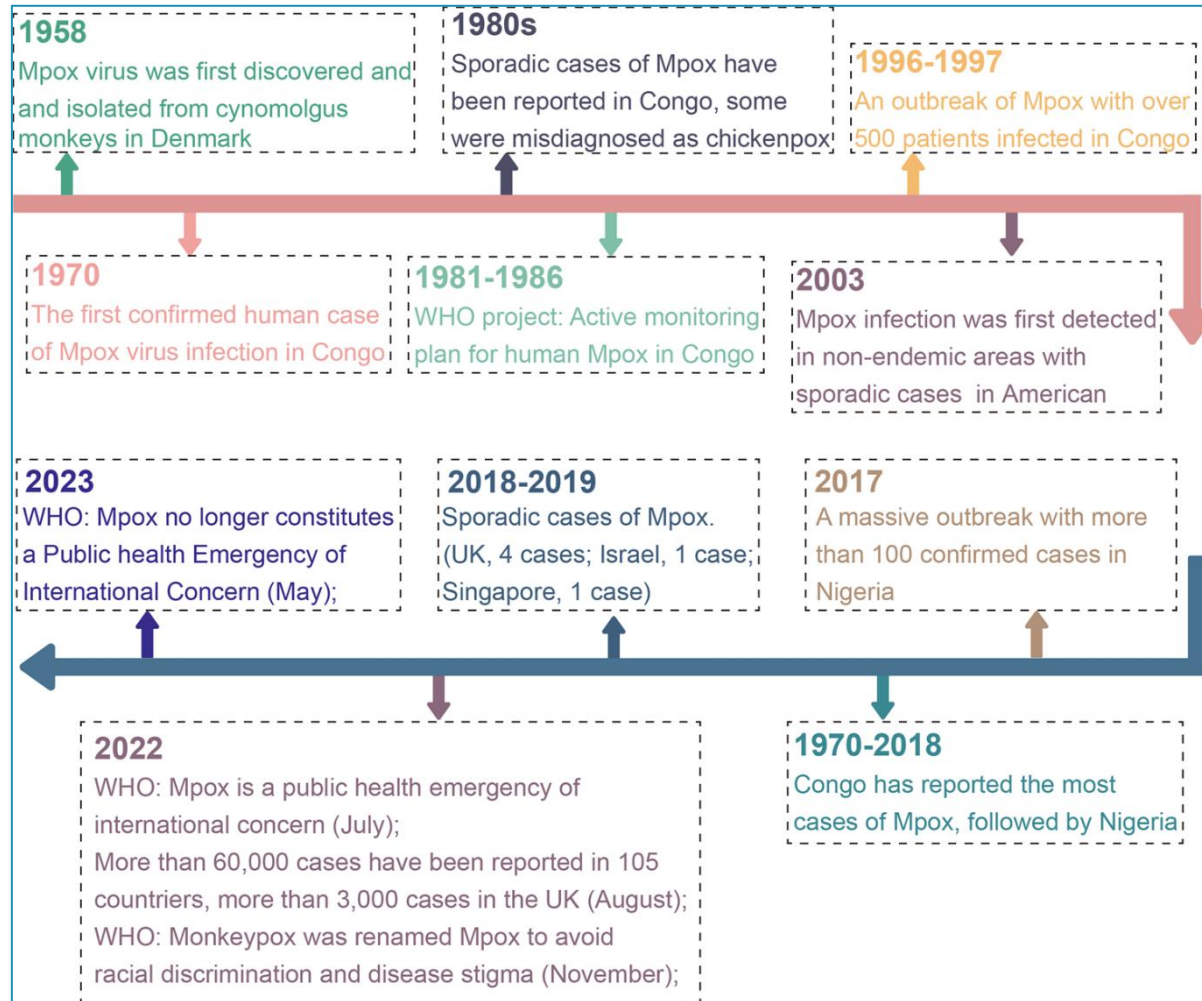 1958
Mpox virus was first discovered and
and isolated from cynomolgus
monkeys in Denmark
1980s
Sporadic cases of Mpox have
been reported in Congo, some
were misdiagnosed as chickenpox
1996-1997
An outbreak of Mpox with over
500 patients infected in Congo
1970
The first confirmed human case
of Mpox virus infection in Congo
1981-1986
WHO project: Active monitoring
plan for human Mpox in Congo
2003
Mpox infection was first detected
in non-endemic areas with
sporadic cases in American
2023
WHO: Mpox no longer constitutes
a Public health Emergency of
International Concern (May);
2018-2019
Sporadic cases of Mpox.
(UK, 4 cases; Israel, 1 case;
Singapore, 1 case)
2017
A massive outbreak with more
than 100 confirmed cases in
Nigeria
2022
WHO: Mpox is a public health emergency of
international concern (July);
More than 60,000 cases have been reported in 105
countriers, more than 3,000 cases in the UK (August);
WHO: Monkeypox was renamed Mpox to avoid
racial discrimination and disease stigma (November);
1970-2018
Congo has reported the most
cases of Mpox, followed by Nigeria